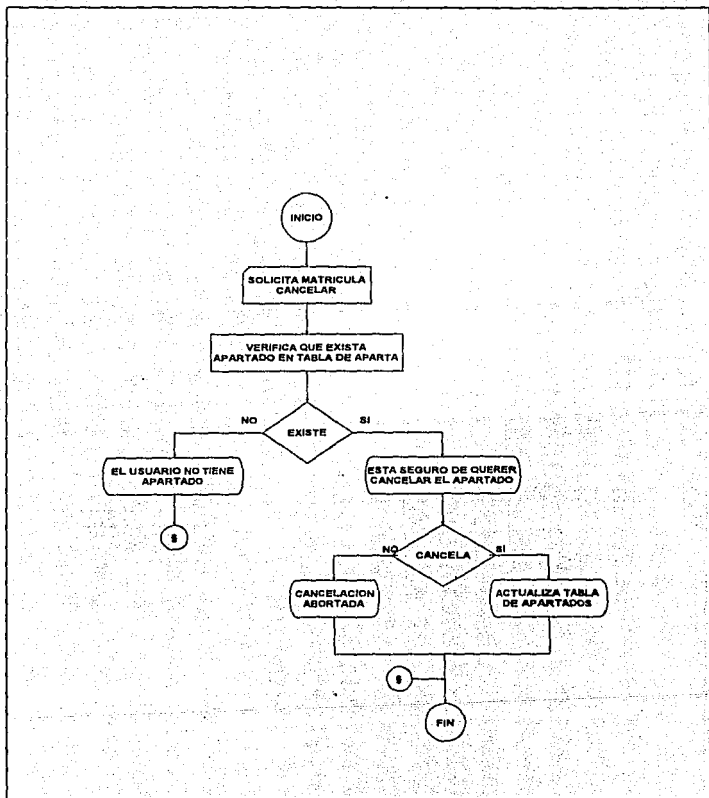 INICIO
SOLICITA MATRICULA
CANCELAR
VERIFICA QUE EXISTA
APARTADO EN TABLA DE APARTA
NO
SI
EXISTE
EL USUARIO NO TIENE
APARTADO
ESTA SEGURO DE QUERER
CANCELAR EL APARTADO
NO
SI
CANCELA
CANCELACION
ABORTADA
ACTUALIZA TABLA
DE APARTADOS
FIN